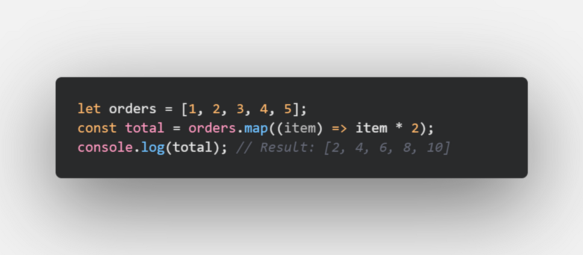 let orders = [1, 2, 3, 4, 5];
const total = orders.map((item) => item * 2);
console.log(total); // Result: [2, 4, 6, 8, 10]